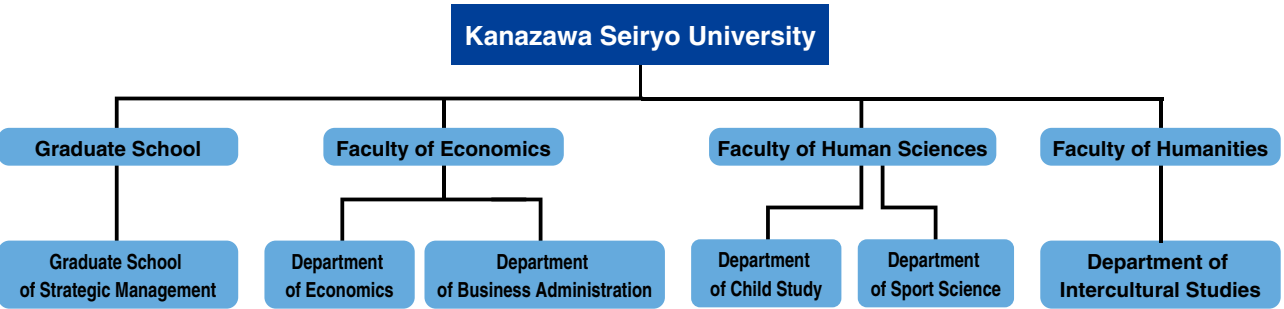 Kanazawa Seiryo University
Graduate School
Faculty of Economics
Faculty of Human Sciences
Faculty of Humanities
Graduate School
of Strategic Management
Department
of Economics
Department
of Business Administration
Department
of Child Study
Department
of Sport Science
Department of
Intercultural Studies